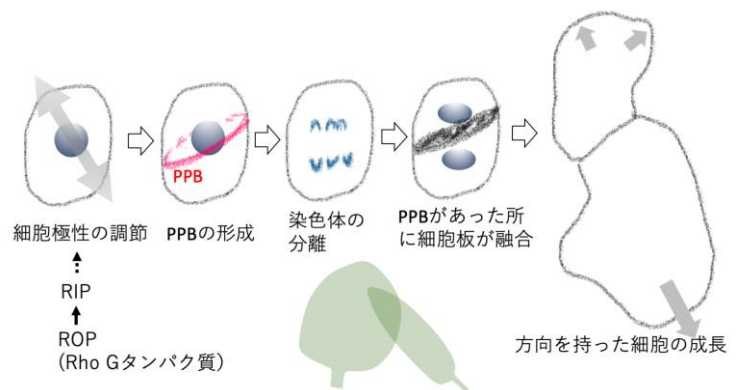 PPB
細胞極性の調節
PPBの形成
染色体の
分離
PPBがあった所
に細胞板が融合
RIP
ROP
(Rho Gタンパク質)
方向を持った細胞の成長